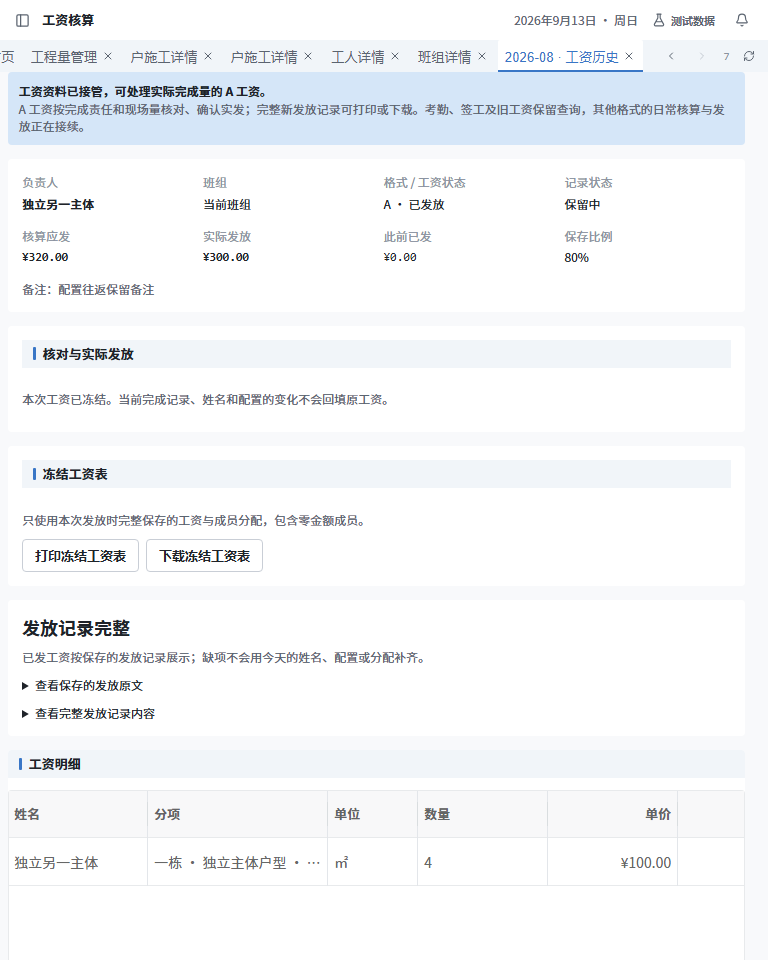 工资核算
2026年9月13日 · 周日
测试数据
页
工程量管理
户施工详情
户施工详情
工人详情
班组详情
2026-08 · 工资历史
7
工资资料已接管，可处理实际完成量的 A 工资。
A 工资按完成责任和现场量核对、确认实发；完整新发放记录可打印或下载。考勤、签工及旧工资保留查询，其他格式的日常核算与发
放正在接续。
负责人
班组
格式 / 工资状态
记录状态
独立另一主体
当前班组
A · 已发放
保留中
核算应发
实际发放
此前已发
保存比例
¥320.00
¥300.00
¥0.00
80%
备注：配置往返保留备注
核对与实际发放
本次工资已冻结。当前完成记录、姓名和配置的变化不会回填原工资。
冻结工资表
只使用本次发放时完整保存的工资与成员分配，包含零金额成员。
打印冻结工资表
下载冻结工资表
发放记录完整
已发工资按保存的发放记录展示；缺项不会用今天的姓名、配置或分配补齐。
查看保存的发放原文
查看完整发放记录内容
工资明细
姓名
分项
单位
数量
单价
独立另一主体
一栋 · 独立主体户型 · …
㎡
4
¥100.00